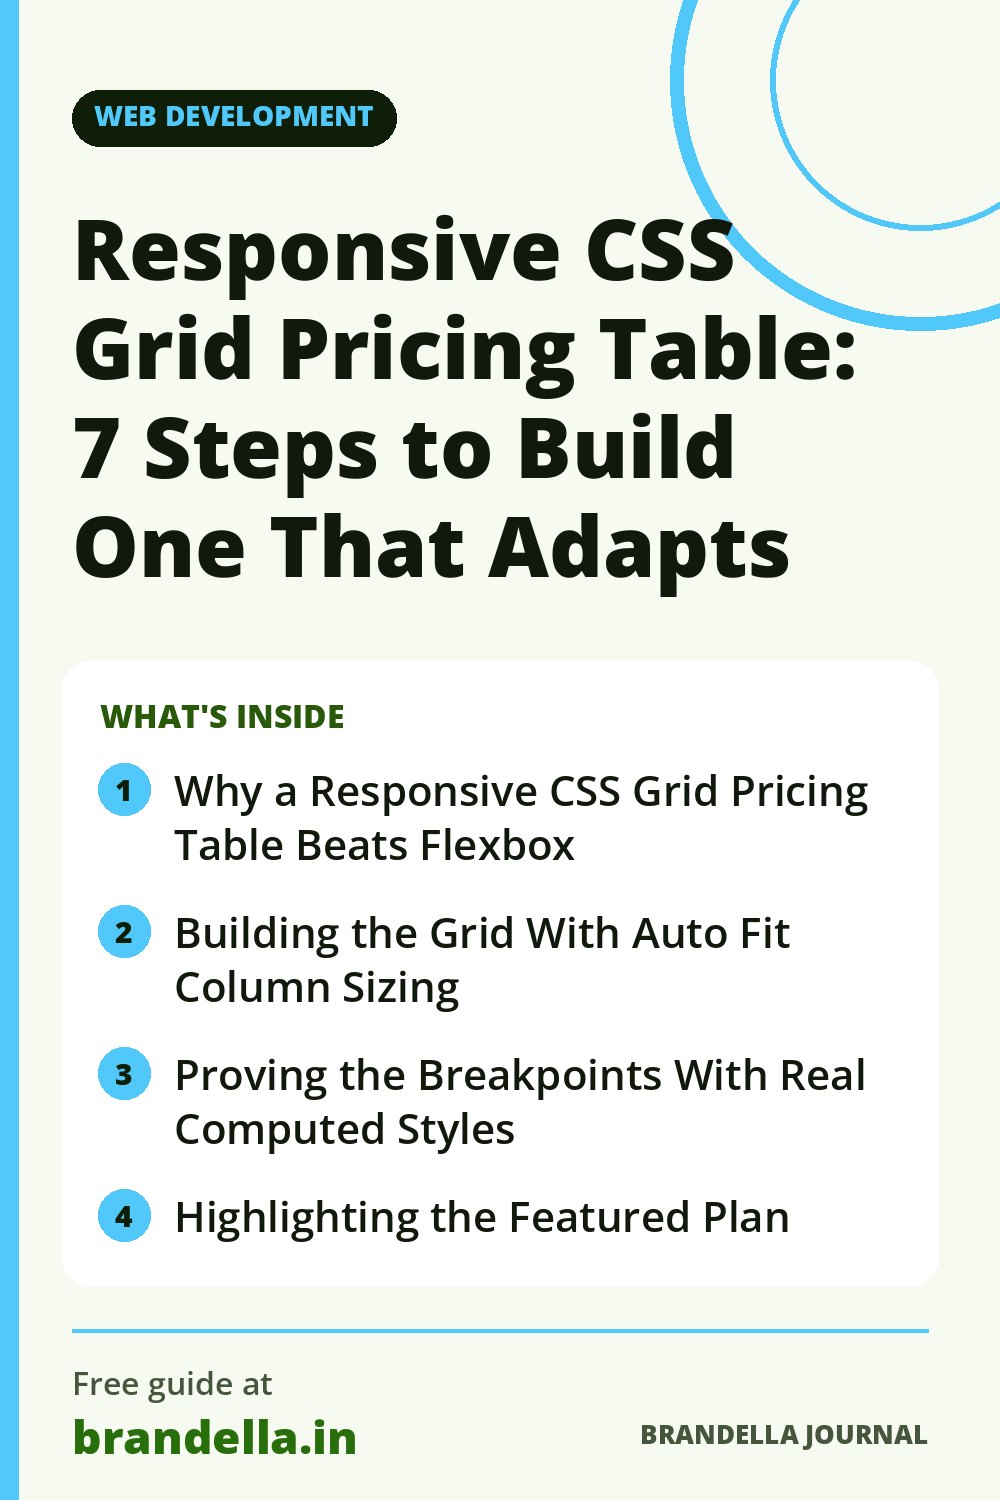 WEB DEVELOPMENT
Responsive CSS
Grid Pricing Table:
7 Steps to Build
One That Adapts
WHAT'S INSIDE
1 Why a Responsive CSS Grid Pricing
Table Beats Flexbox
2 Building the Grid With Auto Fit
Column Sizing
3 Proving the Breakpoints With Real
Computed Styles
4 Highlighting the Featured Plan
Free guide at
brandella.in
BRANDELLA JOURNAL